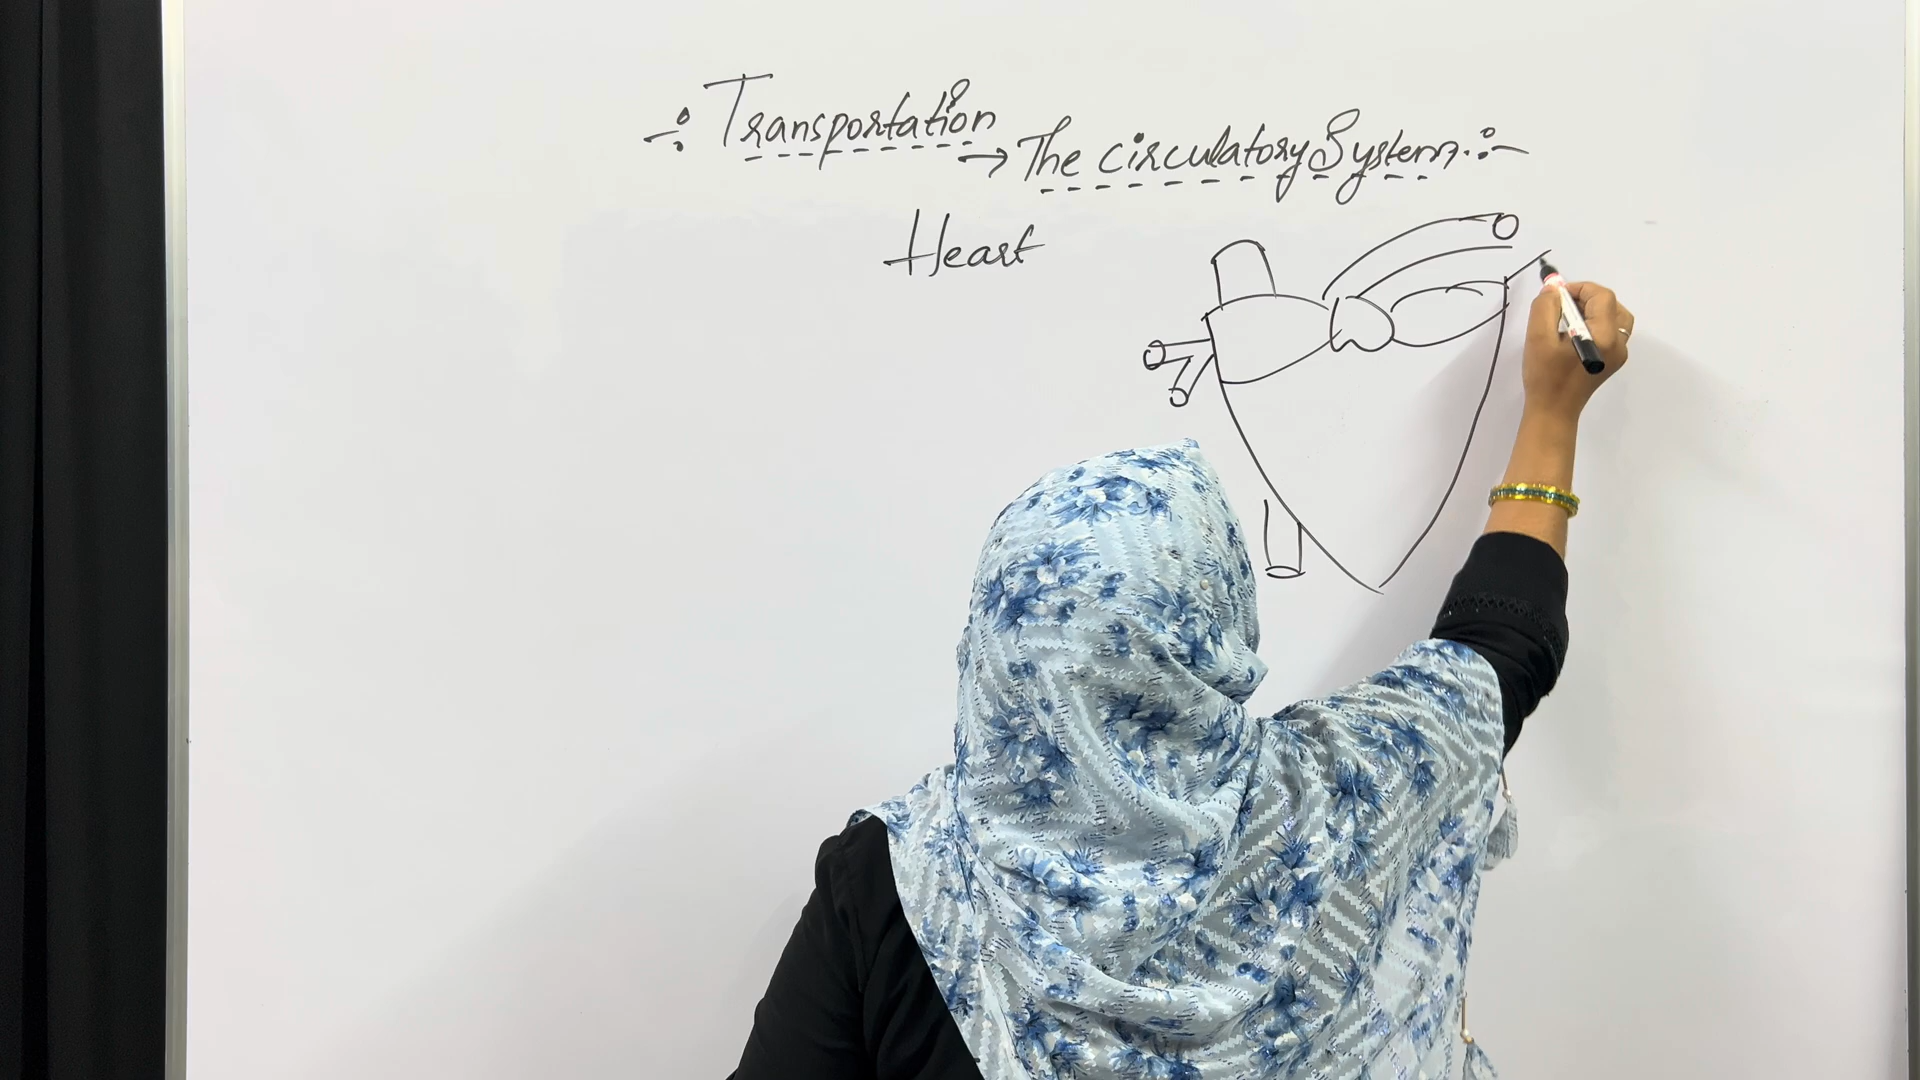 Transportation
→ The circulatory System :-
Heart